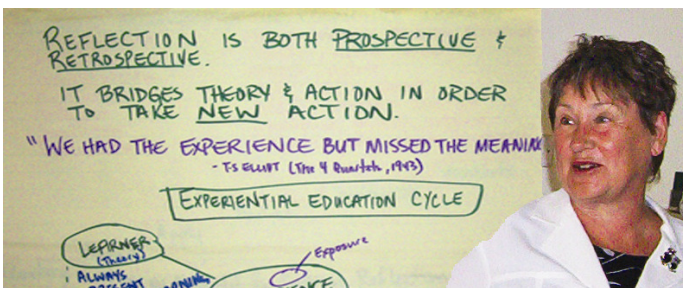 REFLECTION IS BOTH PROSPECTIVE &
RETROSPECTIVE.
IT BRIDGES THEORY & ACTION IN ORDER
TO TAKE NEW ACTION.
"WE HAD THE EXPERIENCE BUT MISSED THE MEANING
- TS ELLIOT (The 4 Quartets, 1943)
EXPERIENTIAL EDUCATION CYCLE
Exposure
LEARNER
(Theory)
ALWAYS